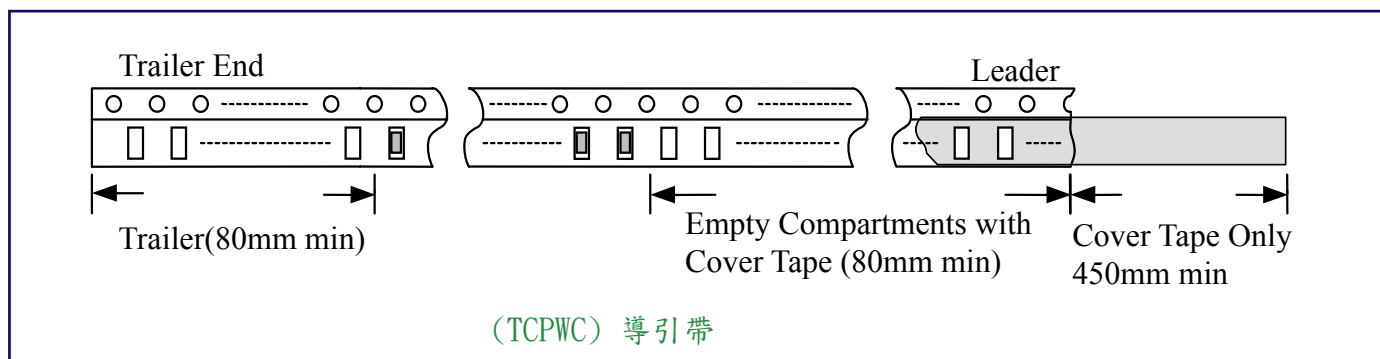 Trailer End
Leader
Trailer(80mm min)
Empty Compartments with
Cover Tape (80mm min)
Cover Tape Only
450mm min
(TCPWC) 導引帶